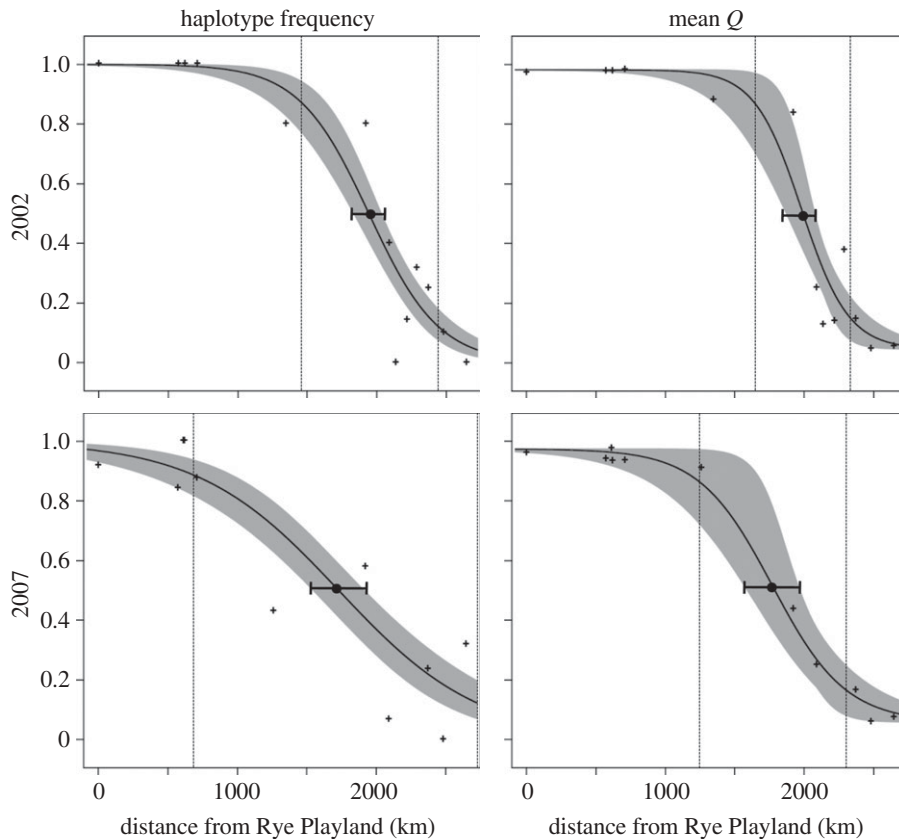 haplotype frequency
mean Q
2002
1.0
0.8
0.6
0.4
0.2
0
2007
1.0
0.8
0.6
0.4
0.2
0
0 1000 2000
0 1000 2000
distance from Rye Playland (km)
distance from Rye Playland (km)